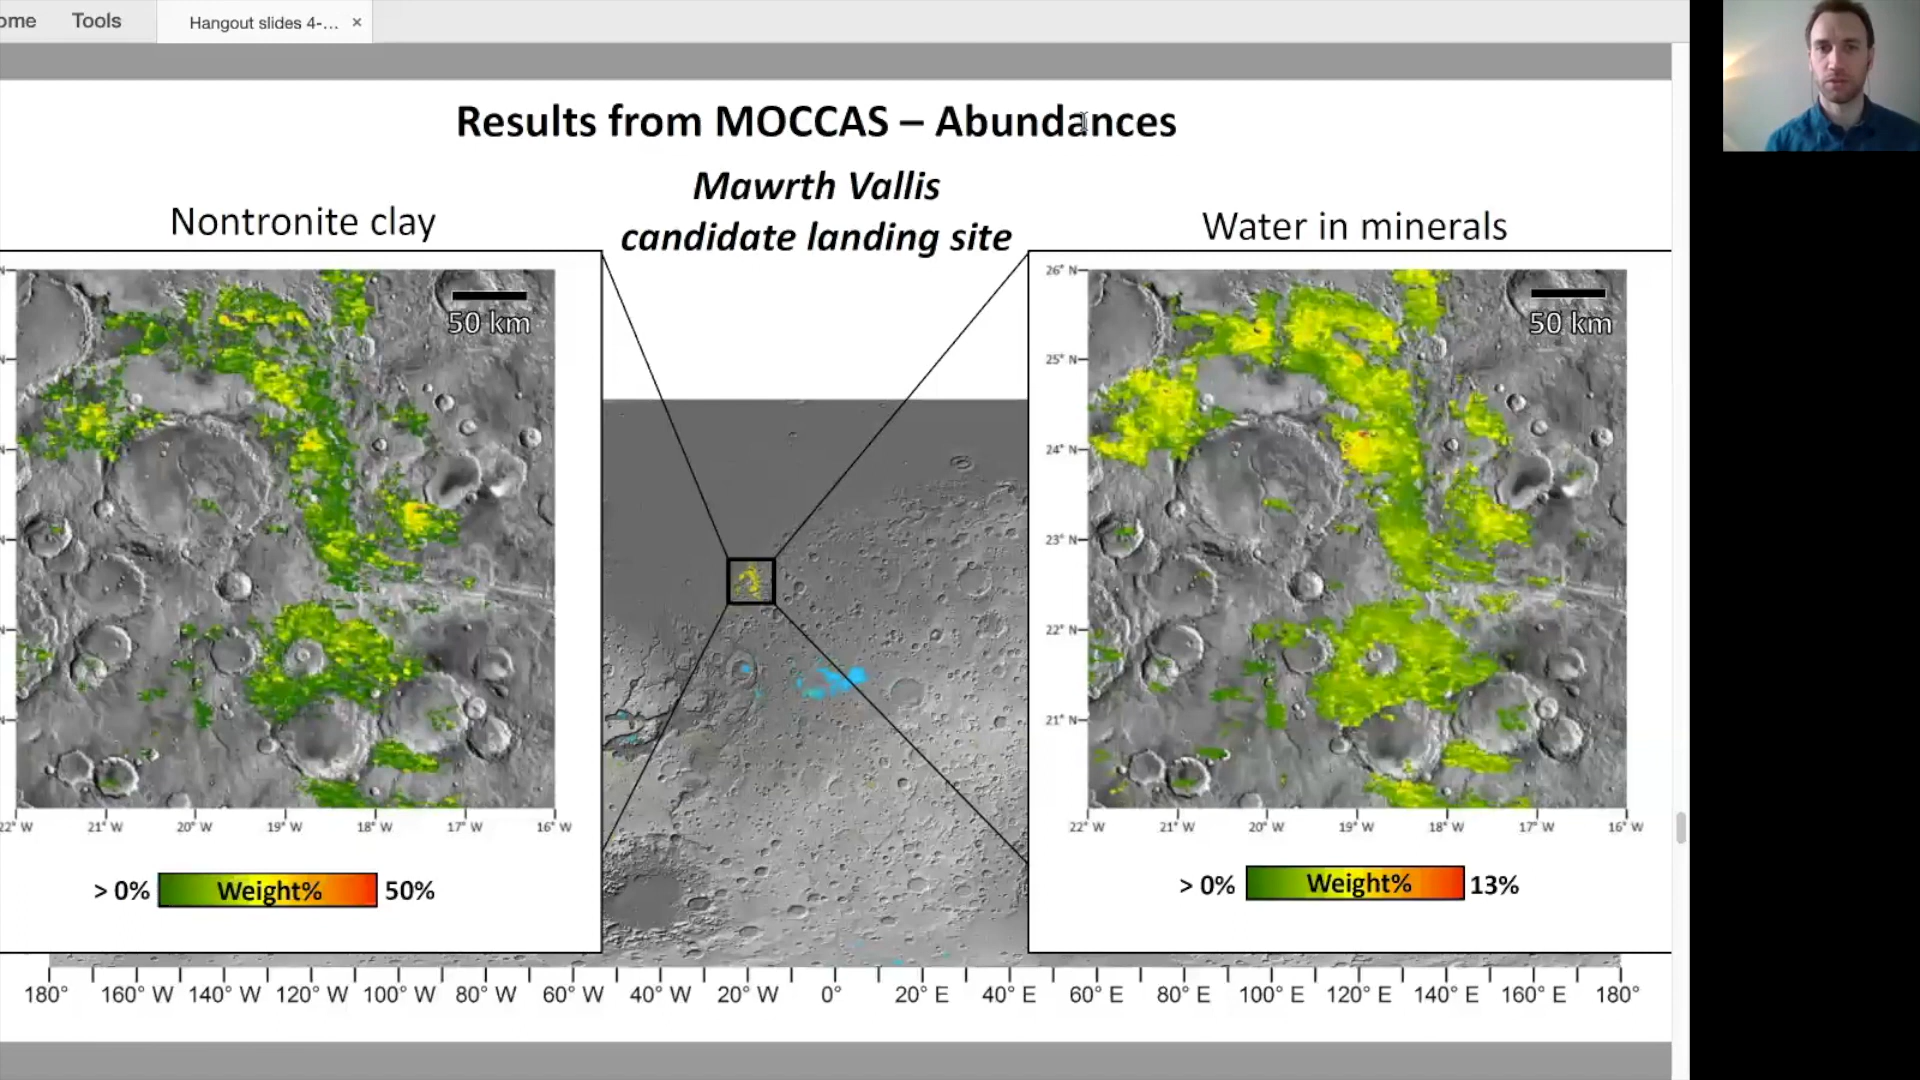 ome Tools Hangout slides 4-... ×
Results from MOCCAS – Abundances
Mawrth Vallis
candidate landing site
Nontronite clay
Water in minerals
50 km
22° W 21° W 20° W 19° W 18° W 17° W 16° W
> 0% Weight% 50%
26° N
25° N
24° N
23° N
22° N
21° N
50 km
22° W 21° W 20° W 19° W 18° W 17° W 16° W
> 0% Weight% 13%
180° 160° W 140° W 120° W 100° W 80° W 60° W 40° W 20° W 0° 20° E 40° E 60° E 80° E 100° E 120° E 140° E 160° E 180°